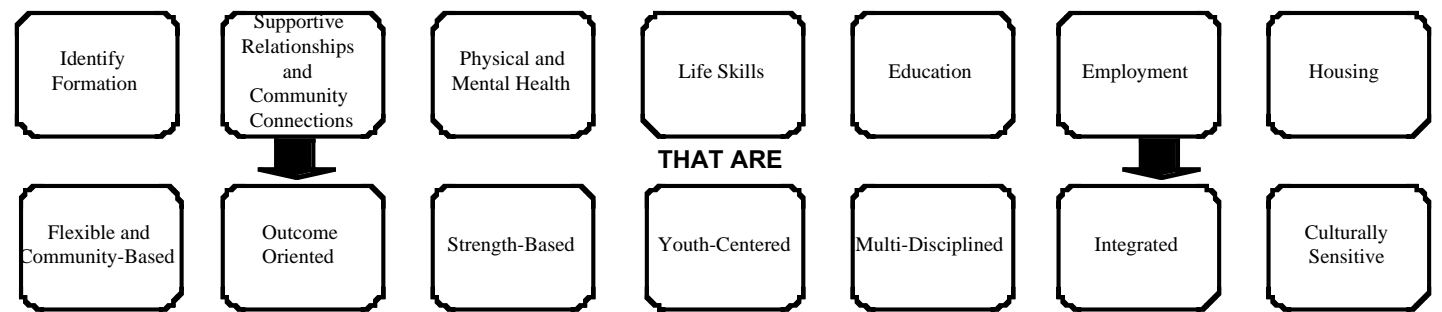 Identify
Formation
Supportive
Relationships
and
Community
Connections
Physical and
Mental Health
Life Skills
Education
Employment
Housing
THAT ARE
Flexible and
Community-Based
Outcome
Oriented
Strength-Based
Youth-Centered
Multi-Disciplined
Integrated
Culturally
Sensitive